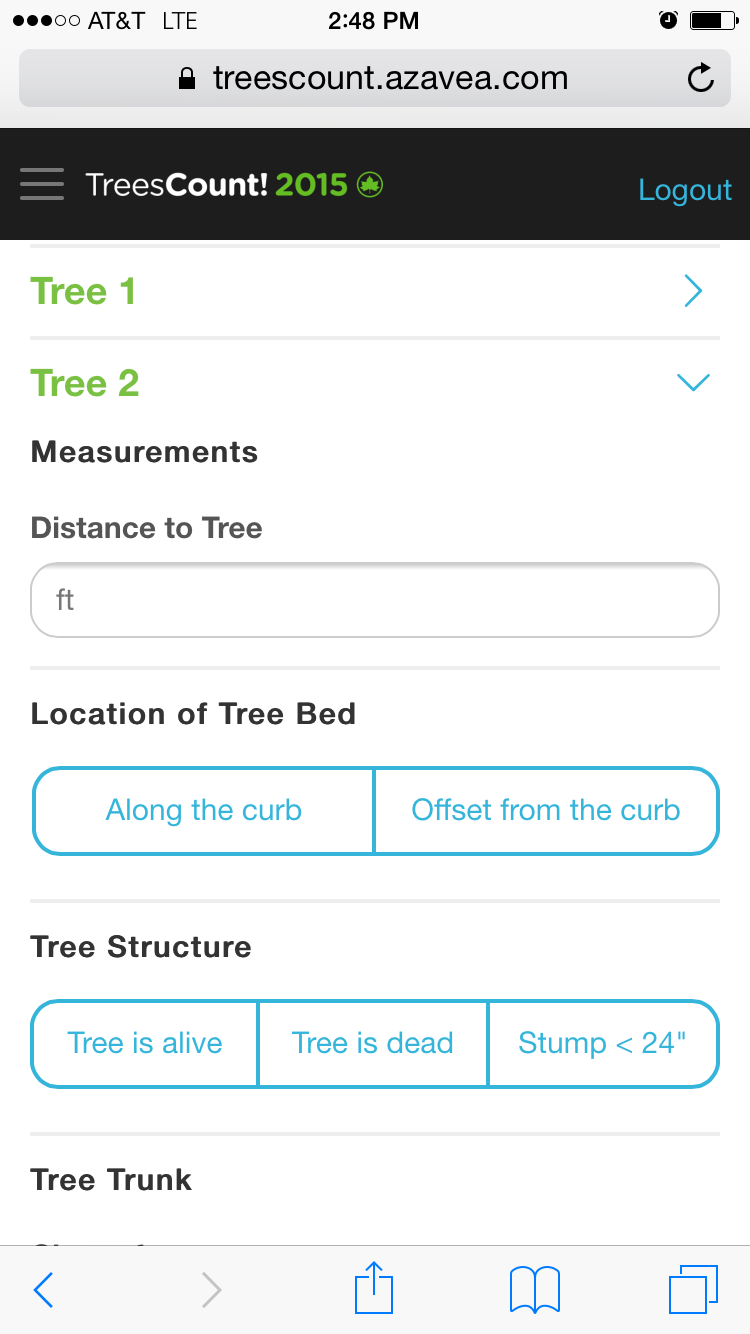 AT&T LTE 2:48 PM
treescount.azavea.com
TreesCount! 2015 Logout
Tree 1
Tree 2
Measurements
Distance to Tree
ft
Location of Tree Bed
Along the curb Offset from the curb
Tree Structure
Tree is alive Tree is dead Stump < 24"
Tree Trunk